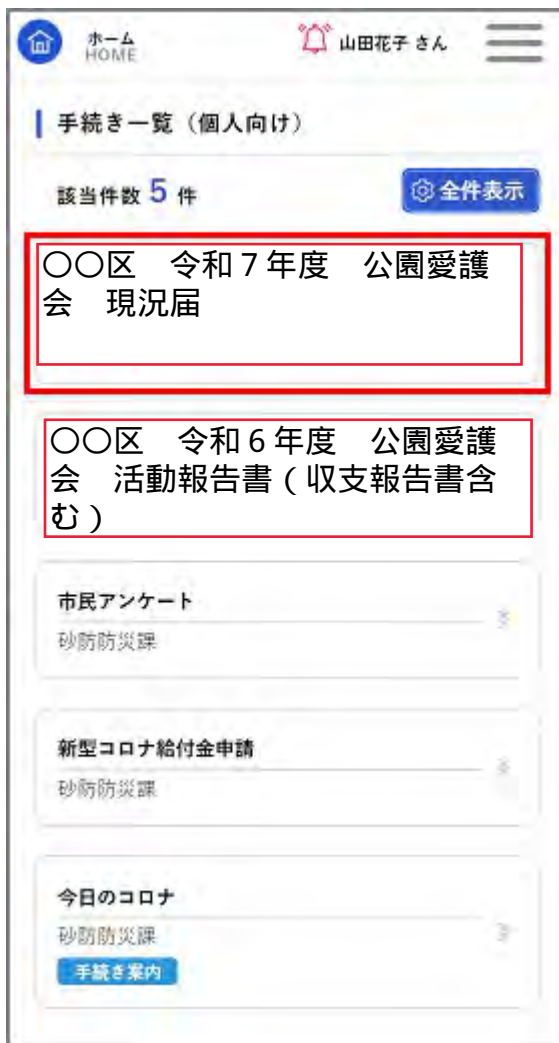 ホーム
HOME
山田花子 さん
手続き一覧（個人向け）
該当件数 5 件
全件表示
〇〇区　令和７年度　公園愛護
会　現況届
〇〇区　令和６年度　公園愛護
会　活動報告書（収支報告書含
む）
市民アンケート
砂防防災課
新型コロナ給付金申請
砂防防災課
今日のコロナ
砂防防災課
手続き案内